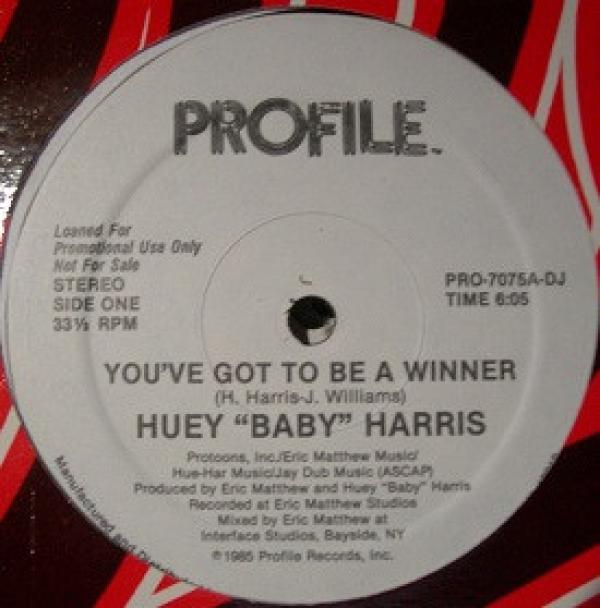 PROFILE™
Loaned For
Promotional Use Only
Not For Sale
STEREO
SIDE ONE
33⅓ RPM
PRO-7075A-DJ
TIME 6:05
YOU'VE GOT TO BE A WINNER
(H. Harris-J. Williams)
HUEY "BABY" HARRIS
Protoons, Inc./Eric Matthew Music/
Hue-Har Music/Jay Dub Music (ASCAP)
Produced by Eric Matthew and Huey "Baby" Harris
Recorded at Eric Matthew Studios
Mixed by Eric Matthew at
Interface Studios, Bayside, NY
℗1985 Profile Records, Inc.
Manufactured and